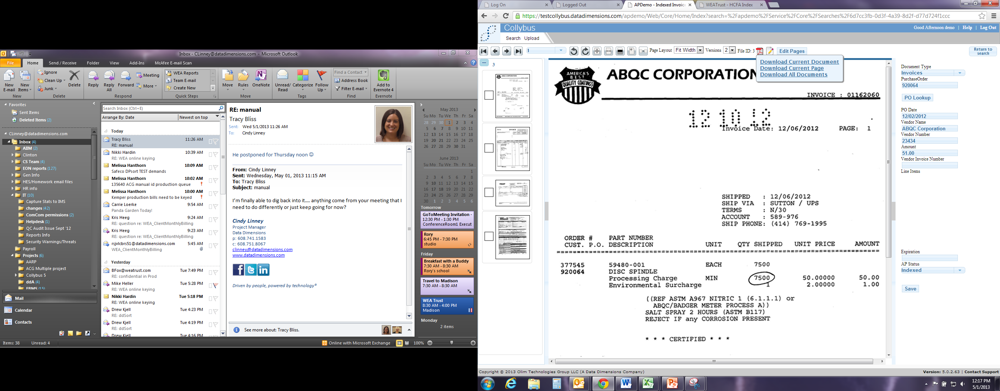 Inbox - CLinney@datadimensions.com - Microsoft Outlook
File Home Send / Receive Folder View Add-Ins McAfee E-mail Scan
New E-mail
New Items
New
Ignore
Clean Up
Junk
Delete
Delete
Reply
Reply All
Forward
Meeting
More
Respond
WEA Reports
Team E-mail
Create New
Quick Steps
Move
Rules
OneNote
Move
Unread/ Read
Categorize
Follow Up
Tags
Find a Contact
Address Book
Filter E-mail
Find
Add to Evernote 4
Evernote
Favorites
Sent Items
Deleted Items (2)
CLinney@datadimensions.com
Inbox (4)
AIIM (2)
Clinton
CS Team (4)
EON reports (127)
Gen Info
HES/Homework email files
HR info
IT (10)
Capture Stats to IMS
changes (42)
ComCom permissions (2)
Helpdesk (1)
QC Audit Issue Sept '12
Reports Info
Security Warnings/Threats
Payroll
Projects (6)
AARP
ACG Multiple project
Collybus 5
ddA (4)
EBMS (15)
Mail
Calendar
Contacts
Items: 38 Unread: 4
Search Inbox (Ctrl+E)
Arrange By: Date Newest on top
Today
Tracy Bliss 11:26 AM
RE: manual
Nikki Hardin 10:39 AM
RE: WEA online keying
Melissa Hanthorn 10:09 AM
Safeco DPsort TEST demands
Melissa Hanthorn 10:02 AM
135640 ACG manual id production queue
Melissa Hanthorn 10:00 AM
Kemper production bills need to be keyed
Carrie Loerke 9:54 AM
Panda Garden Today!
Kris Heeg 9:24 AM
RE: question re: WEA_ClientMonthlyBilling
Kris Heeg 9:23 AM
RE: question re: WEA_ClientMonthlyBilling
rsjvlcbrs51@datadimensions.com 5:45 AM
WEA_ClientMonthlyBilling
Yesterday
BFox@weatrust.com Tue 7:49 PM
RE: confidential in Prod
Mike Heller Tue 5:28 PM
RE: WEA online keying
Nikki Hardin Tue 5:18 PM
RE: WEA online keying
Drew Kjell Tue 4:23 PM
RE: ddSort
Drew Kjell Tue 4:19 PM
RE: ddSort
Drew Kjell Tue 4:16 PM
RE: manual
Tracy Bliss
Sent: Wed 5/1/2013 11:26 AM
To: Cindy Linney
He postponed for Thursday noon ☺
From: Cindy Linney
Sent: Wednesday, May 01, 2013 11:15 AM
To: Tracy Bliss
Subject: manual
I'm finally able to dig back into it.... anything come from your meeting that I
need to do differently or just keep going for now?
Cindy Linney
Project Manager
Data Dimensions
p: 608.741.1583
c: 608.751.8067
clinney@datadimensions.com
www.datadimensions.com
Driven by people, powered by technology®
See more about: Tracy Bliss.
Online with Microsoft Exchange 100%
May 2013
Su Mo Tu We Th Fr Sa
28 29 30 1 2 3 4
5 6 7 8 9 10 11
12 13 14 15 16 17 18
19 20 21 22 23 24 25
26 27 28 29 30 31
June 2013
Su Mo Tu We Th Fr Sa
1
2 3 4 5 6 7 8
9 10 11 12 13 14 15
16 17 18 19 20 21 22
23 24 25 26 27 28 29
30 1 2 3 4 5 6
Tomorrow
GoToMeeting Invitation -
12:30 PM - 1:30 PM
ConferenceRoom1 Execut
Rory
6:45 PM - 7:30 PM
studio
Friday
Breakfast with a Buddy
7:30 AM - 8:30 AM
Rory's school
Travel to Madison
7:30 AM - 8:30 AM
WEA Trust
8:30 AM - 4:00 PM
Madison
Monday
2 items
Log On
Logged Out
APDemo - Indexed Invoic
WEATrust - HCFA Index
https://testcollybus.datadimensions.com/apdemo/Web/Core/Home/Index?search=%2Fapdemo%2FService%2FCore%2FSearches%2F6d7cc3fb-0d3f-4a39-8d2f-d77d724f1ccc
Collybus
Good Afternoon demo | Help | Log Out
Search Upload
1
Page Layout Fit Width Versions 2 File ID: 3 Edit Pages
Return to search
Download Current Document
Download Current Page
Download All Documents
3
AMERICA'S BEST QUALITY COATINGS
ABQC CORPORATION
INVOICE : 01162060
12 10 12
Invoice Date: 12/06/2012 PAGE: 1
SHIPPED : 12/06/2012
SHIP VIA : SUTTON / UPS
TERMS : N/30
ACCOUNT : 589-976
SHIP PHONE: (414) 769-1995
ORDER # PART NUMBER
CUST. P.O. DESCRIPTION UNIT QTY SHIPPED UNIT PRICE AMOUNT
377545 59480-001 EACH 7500
920064 DISC SPINDLE
Processing Charge MIN 7500 50.00000 50.00
Environmental Surcharge 1 2.00000 1.00
((REF ASTM A967 NITRIC 1 (6.1.1.1) or
ABQC/BADGER METER PROCESS A))
SALT SPRAY 2 HOURS (ASTM B117)
REJECT IF any CORROSION PRESENT
* * * CERTIFIED * * *
Document Type
Invoices
PurchaseOrder
920064
PO Lookup
PO Date
12/02/2012
Vendor Name
ABQC Corporation
Vendor Number
23434
Amount
51.00
Vendor Invoice Number
Line Items
Expiration
AP Status
Indexed
Save
Copyright © 2013 Olim Technologies Group LLC (A Data Dimensions Company)
Version: 5.0.2.63 | Contact Support
12:17 PM
5/1/2013